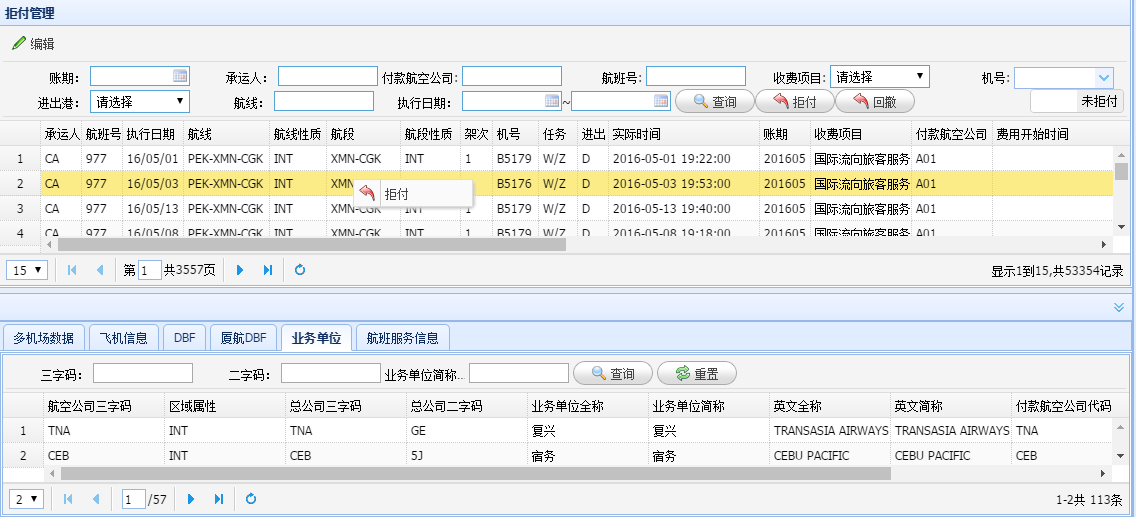 拒付管理
编辑
账期: 承运人: 付款航空公司: 航班号: 收费项目: 请选择 机号:
进出港: 请选择 航线: 执行日期: ~ 查询 拒付 回撤 未拒付
承运人 航班号 执行日期 航线 航线性质 航段 航段性质 架次 机号 任务 进出 实际时间 账期 收费项目 付款航空公司 费用开始时间
1 CA 977 16/05/01 PEK-XMN-CGK INT XMN-CGK INT 1 B5179 W/Z D 2016-05-01 19:22:00 201605 国际流向旅客服务 A01
2 CA 977 16/05/03 PEK-XMN-CGK INT XMN 1 B5176 W/Z D 2016-05-03 19:53:00 201605 国际流向旅客服务 A01
拒付
3 CA 977 16/05/13 PEK-XMN-CGK INT XMN-CGK INT 1 B5179 W/Z D 2016-05-13 19:40:00 201605 国际流向旅客服务 A01
4 CA 977 16/05/08 PEK-XMN-CGK INT XMN-CGK INT 1 B5179 W/Z D 2016-05-08 19:18:00 201605 国际流向旅客服务 A01
15 第 1 共3557页 显示1到15,共53354记录
多机场数据 飞机信息 DBF 厦航DBF 业务单位 航班服务信息
三字码: 二字码: 业务单位简称... 查询 重置
航空公司三字码 区域属性 总公司三字码 总公司二字码 业务单位全称 业务单位简称 英文全称 英文简称 付款航空公司代码
1 TNA INT TNA GE 复兴 复兴 TRANSASIA AIRWAYS TRANSASIA AIRWAYS TNA
2 CEB INT CEB 5J 宿务 宿务 CEBU PACIFIC CEBU PACIFIC CEB
2 1 /57 1-2共 113条